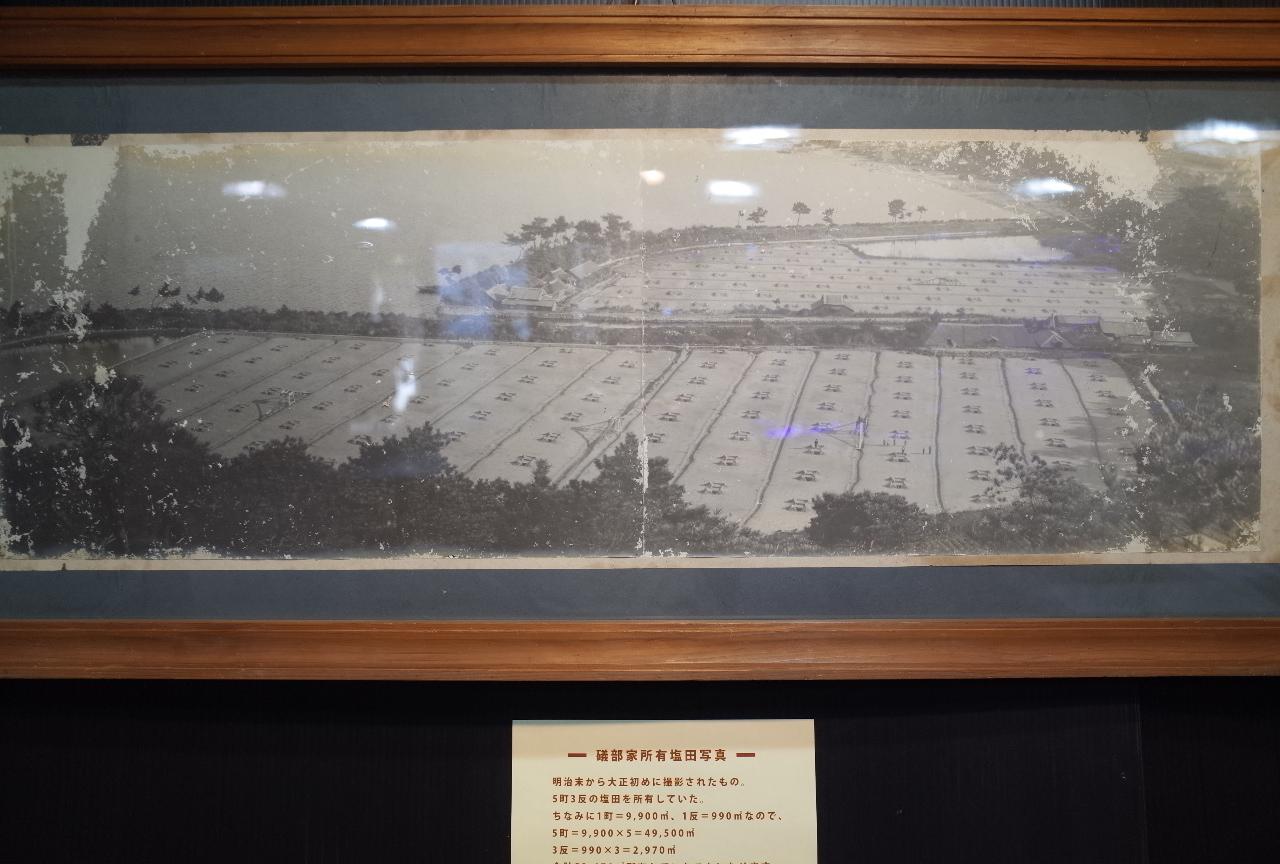 礒部家所有塩田写真
明治末から大正初めに撮影されたもの。
5町3反の塩田を所有していた。
ちなみに1町＝9,900㎡、1反＝990㎡なので、
5町＝9,900×5＝49,500㎡
3反＝990×3＝2,970㎡